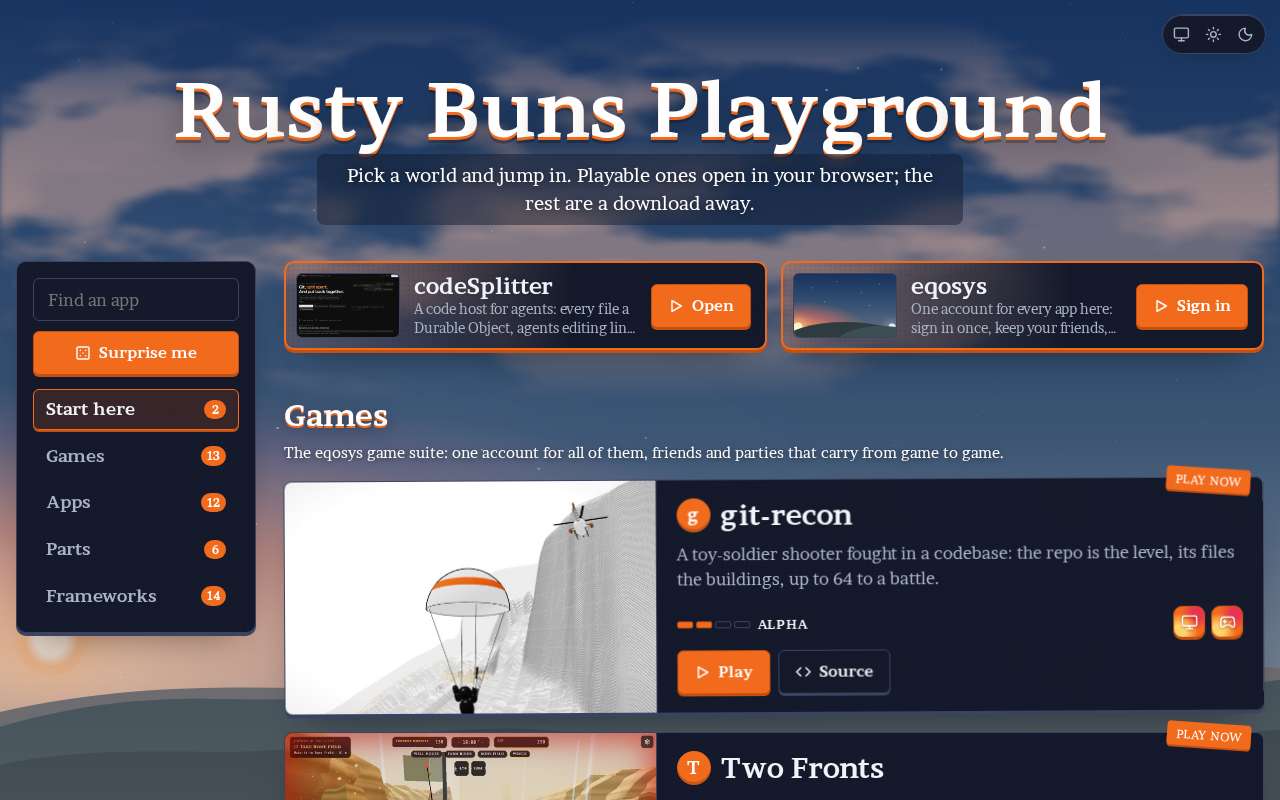 Rusty Buns Playground
Pick a world and jump in. Playable ones open in your browser; the
rest are a download away.
Find an app
Surprise me
Start here 2
Games 13
Apps 12
Parts 6
Frameworks 14
codeSplitter
A code host for agents: every file a
Durable Object, agents editing lin...
Open
eqosys
One account for every app here:
sign in once, keep your friends,...
Sign in
Games
The eqosys game suite: one account for all of them, friends and parties that carry from game to game.
PLAY NOW
g git-recon
A toy-soldier shooter fought in a codebase: the repo is the level, its files
the buildings, up to 64 to a battle.
ALPHA
Play
Source
PLAY NOW
T Two Fronts